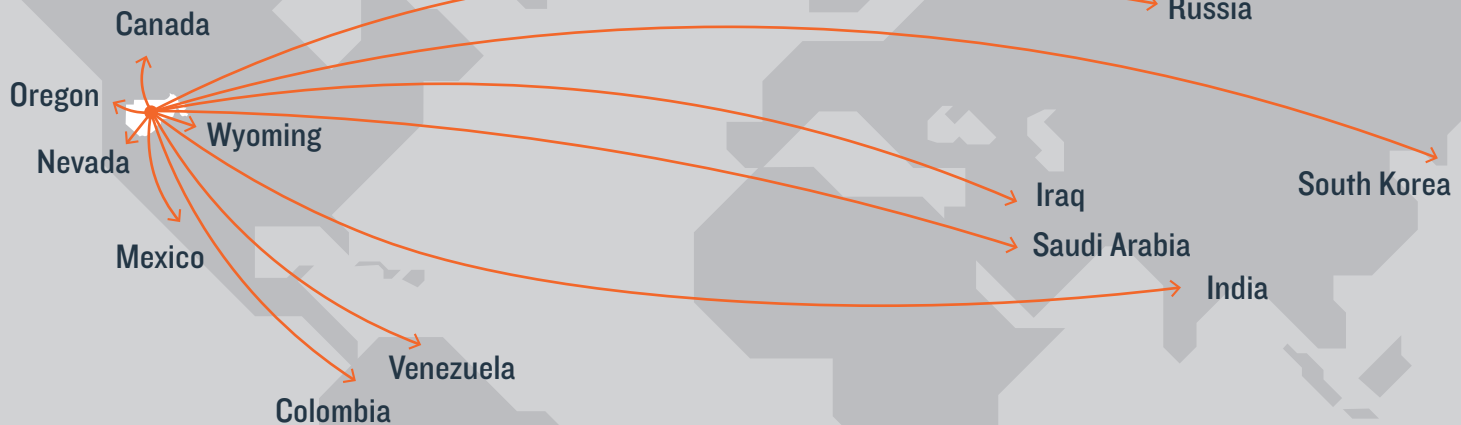 Russia
Canada
Oregon
Wyoming
Nevada
South Korea
Iraq
Saudi Arabia
Mexico
India
Venezuela
Colombia